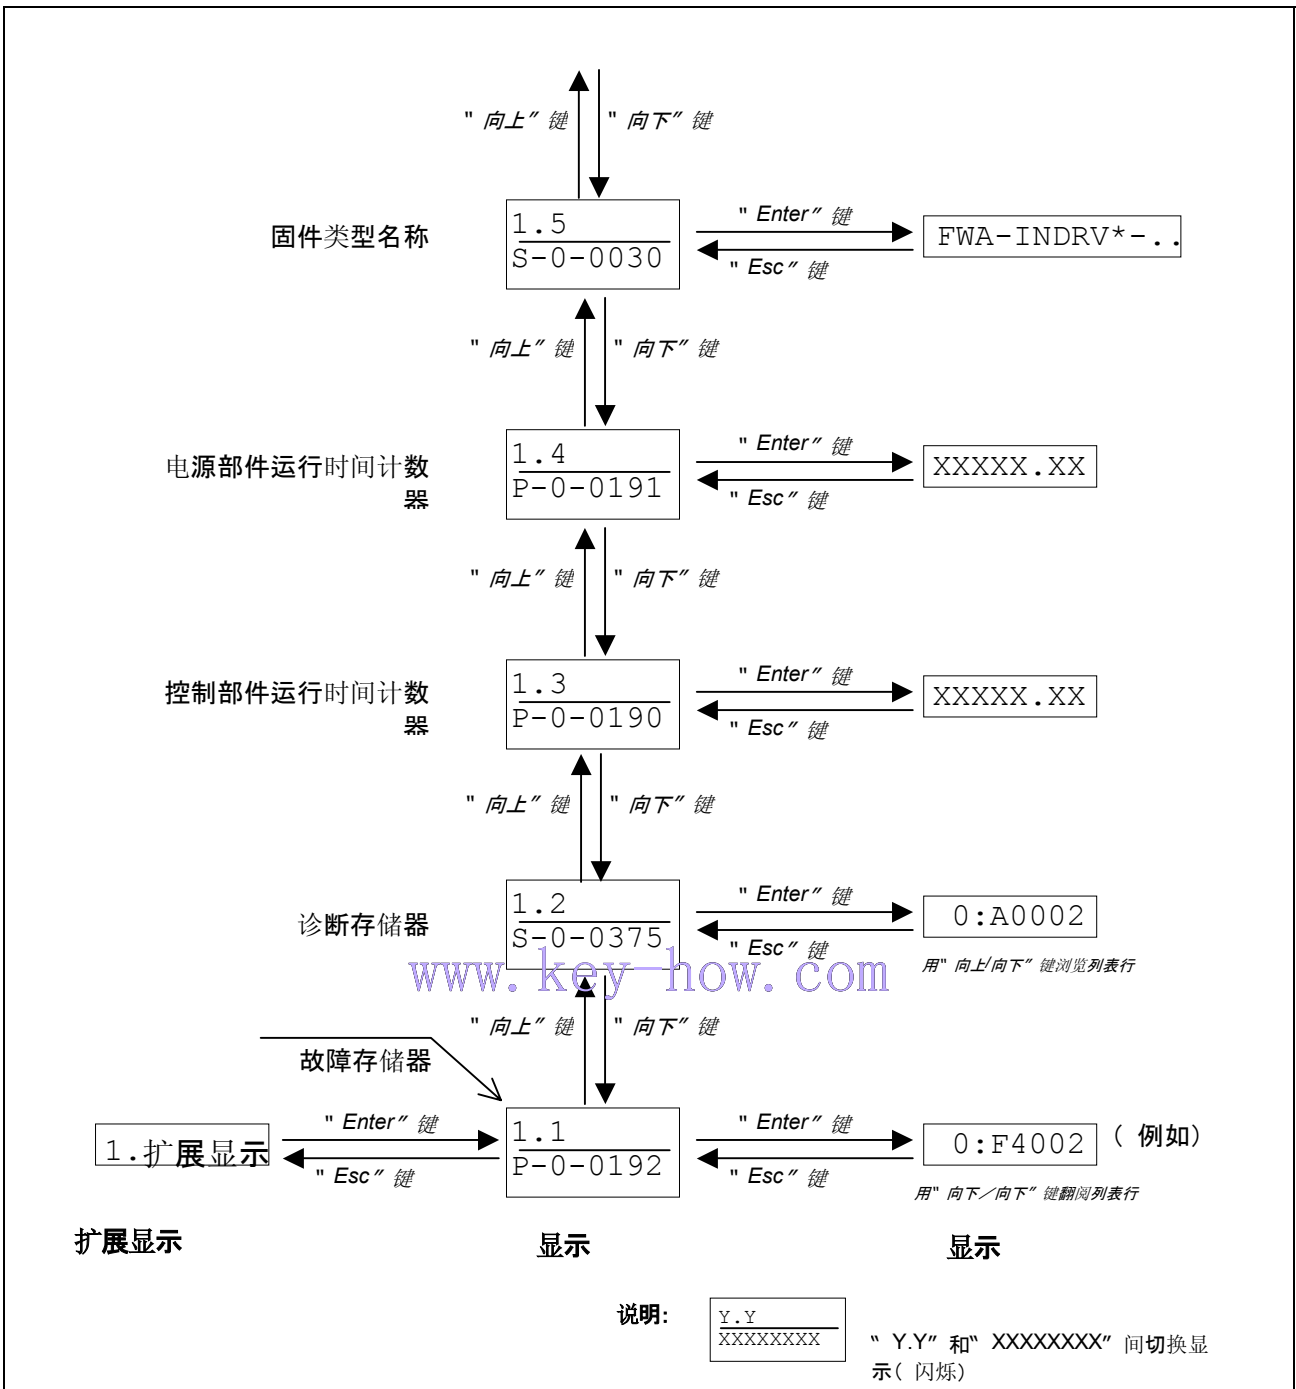 " 向上" 键
" 向下" 键
固件类型名称
1.5
S-0-0030
" Enter" 键
" Esc" 键
FWA-INDRV*-..
" 向上" 键
" 向下" 键
电源部件运行时间计数
器
1.4
P-0-0191
" Enter" 键
" Esc" 键
XXXXX.XX
" 向上" 键
" 向下" 键
控制部件运行时间计数
器
1.3
P-0-0190
" Enter" 键
" Esc" 键
XXXXX.XX
" 向上" 键
" 向下" 键
诊断存储器
1.2
S-0-0375
" Enter" 键
" Esc" 键
0:A0002
用" 向上/向下" 键浏览列表行
www.key-how.com
" 向上" 键
" 向下" 键
故障存储器
1.扩展显示
" Enter" 键
" Esc" 键
1.1
P-0-0192
" Enter" 键
" Esc" 键
0:F4002
( 例如)
用" 向下／向下" 键翻阅列表行
扩展显示
显示
显示
说明:
Y.Y
XXXXXXXX
" Y.Y" 和" XXXXXXXX" 间切换显
示( 闪烁)